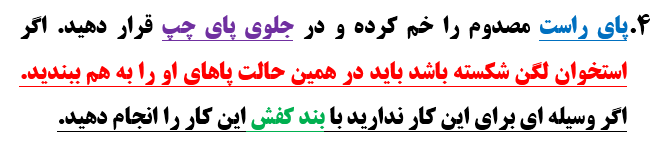 ۴.پای راست مصدوم را خم کرده و در جلوی پای چپ قرار دهید. اگر
استخوان لگن شکسته باشد باید در همین حالت پاهای او را به هم ببندید.
اگر وسیله ای برای این کار ندارید با بند کفش این کار را انجام دهید.